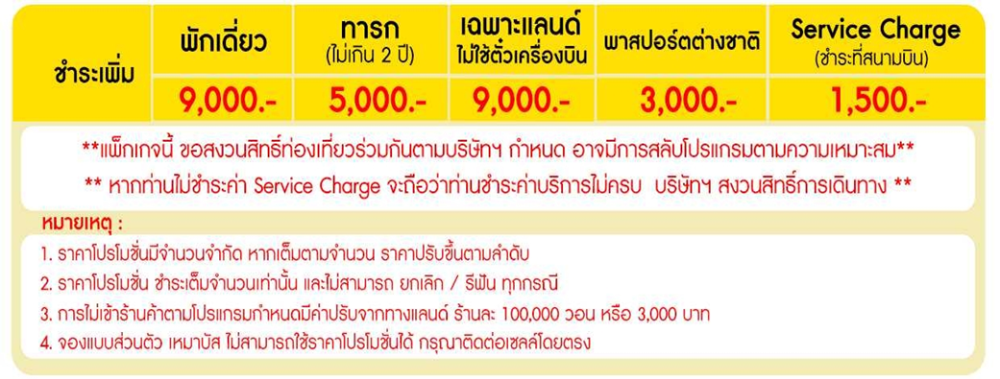 ชำระเพิ่ม
พักเดี่ยว
ทารก
(ไม่เกิน 2 ปี)
เฉพาะแลนด์
ไม่ใช้ตั๋วเครื่องบิน
พาสปอร์ตต่างชาติ
Service Charge
(ชำระที่สนามบิน)
9,000.-
5,000.-
9,000.-
3,000.-
1,500.-
**แพ็กเกจนี้ ขอสงวนสิทธิ์ท่องเที่ยวร่วมกันตามบริษัทฯ กำหนด อาจมีการสลับโปรแกรมตามความเหมาะสม**
** หากท่านไม่ชำระค่า Service Charge จะถือว่าท่านชำระค่าบริการไม่ครบ บริษัทฯ สงวนสิทธิ์การเดินทาง **
หมายเหตุ :
1. ราคาโปรโมชั่นมีจำนวนจำกัด หากเต็มตามจำนวน ราคาปรับขึ้นตามลำดับ
2. ราคาโปรโมชั่น ชำระเต็มจำนวนเท่านั้น และไม่สามารถ ยกเลิก / รีฟัน ทุกกรณี
3. การไม่เข้าร้านค้าตามโปรแกรมกำหนดมีค่าปรับจากทางแลนด์ ร้านละ 100,000 วอน หรือ 3,000 บาท
4. จองแบบส่วนตัว เหมาบัส ไม่สามารถใช้ราคาโปรโมชั่นได้ กรุณาติดต่อเซลล์โดยตรง